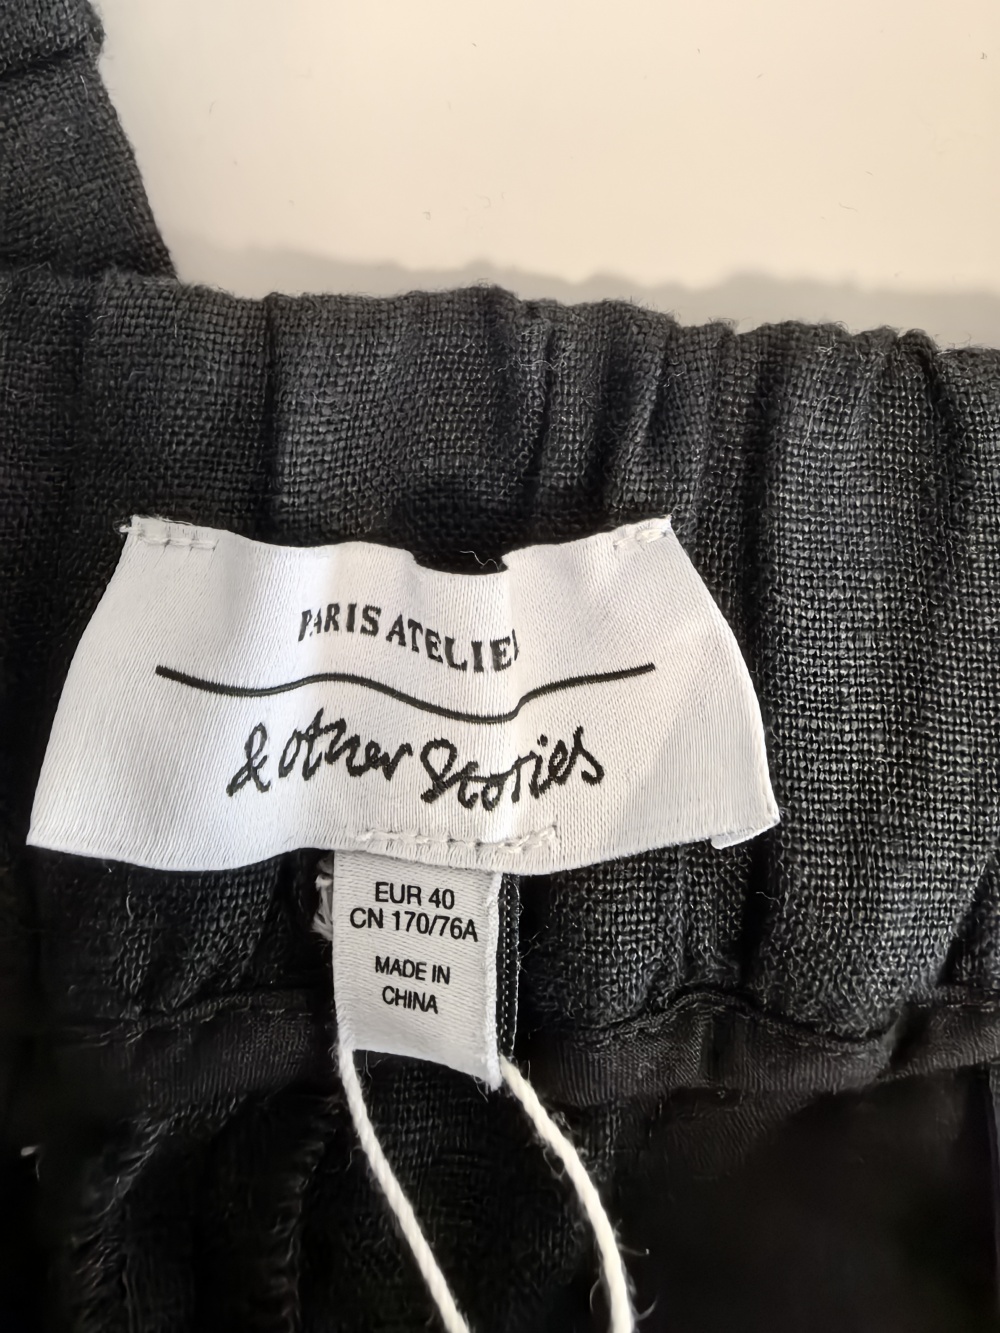 PARIS ATELIER
& other Stories
EUR 40
CN 170/76A
MADE IN
CHINA